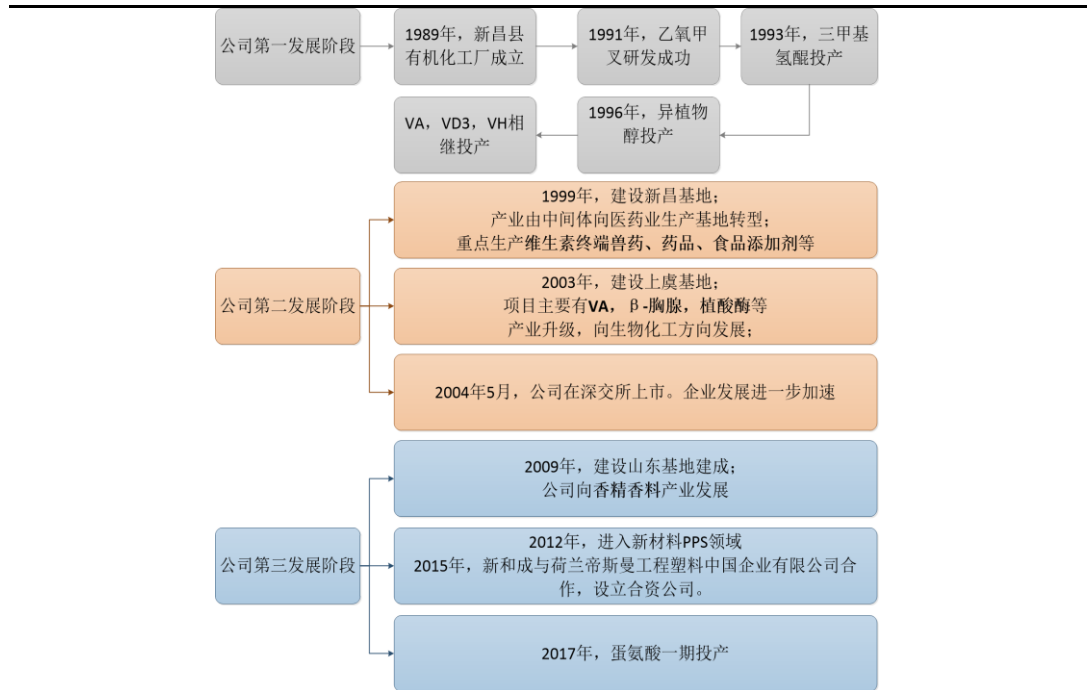 公司第一发展阶段
1989年，新昌县
有机化工厂成立
1991年，乙氧甲
叉研发成功
1993年，三甲基
氢醌投产
1996年，异植物
醇投产
VA，VD3，VH相
继投产
公司第二发展阶段
1999年，建设新昌基地；
产业由中间体向医药业生产基地转型；
重点生产维生素终端兽药、药品、食品添加剂等
2003年，建设上虞基地；
项目主要有VA，β-胸腺，植酸酶等
产业升级，向生物化工方向发展；
2004年5月，公司在深交所上市。企业发展进一步加速
公司第三发展阶段
2009年，建设山东基地建成；
公司向香精香料产业发展
2012年，进入新材料PPS领域
2015年，新和成与荷兰帝斯曼工程塑料中国企业有限公司合
作，设立合资公司。
2017年，蛋氨酸一期投产